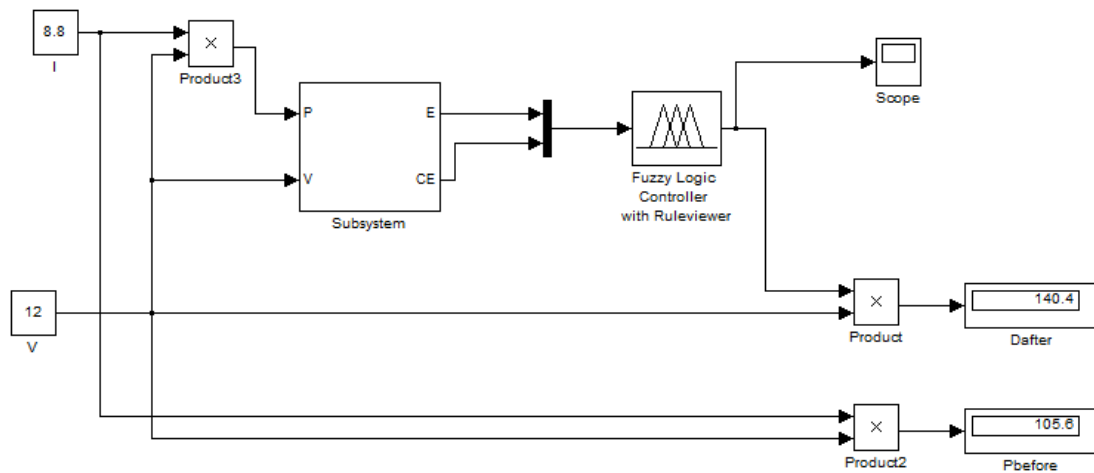 8.8
I
×
Product3
P
E
V
CE
Subsystem
Fuzzy Logic
Controller
with Ruleviewer
Scope
12
V
×
Product
140.4
Dafter
×
Product2
105.6
Pbefore